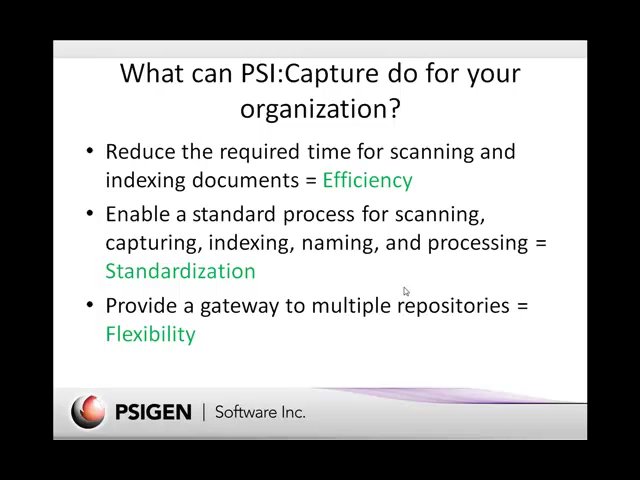 What can PSI:Capture do for your
organization?
• Reduce the required time for scanning and
indexing documents = Efficiency
• Enable a standard process for scanning,
capturing, indexing, naming, and processing =
Standardization
• Provide a gateway to multiple repositories =
Flexibility
PSIGEN | Software Inc.